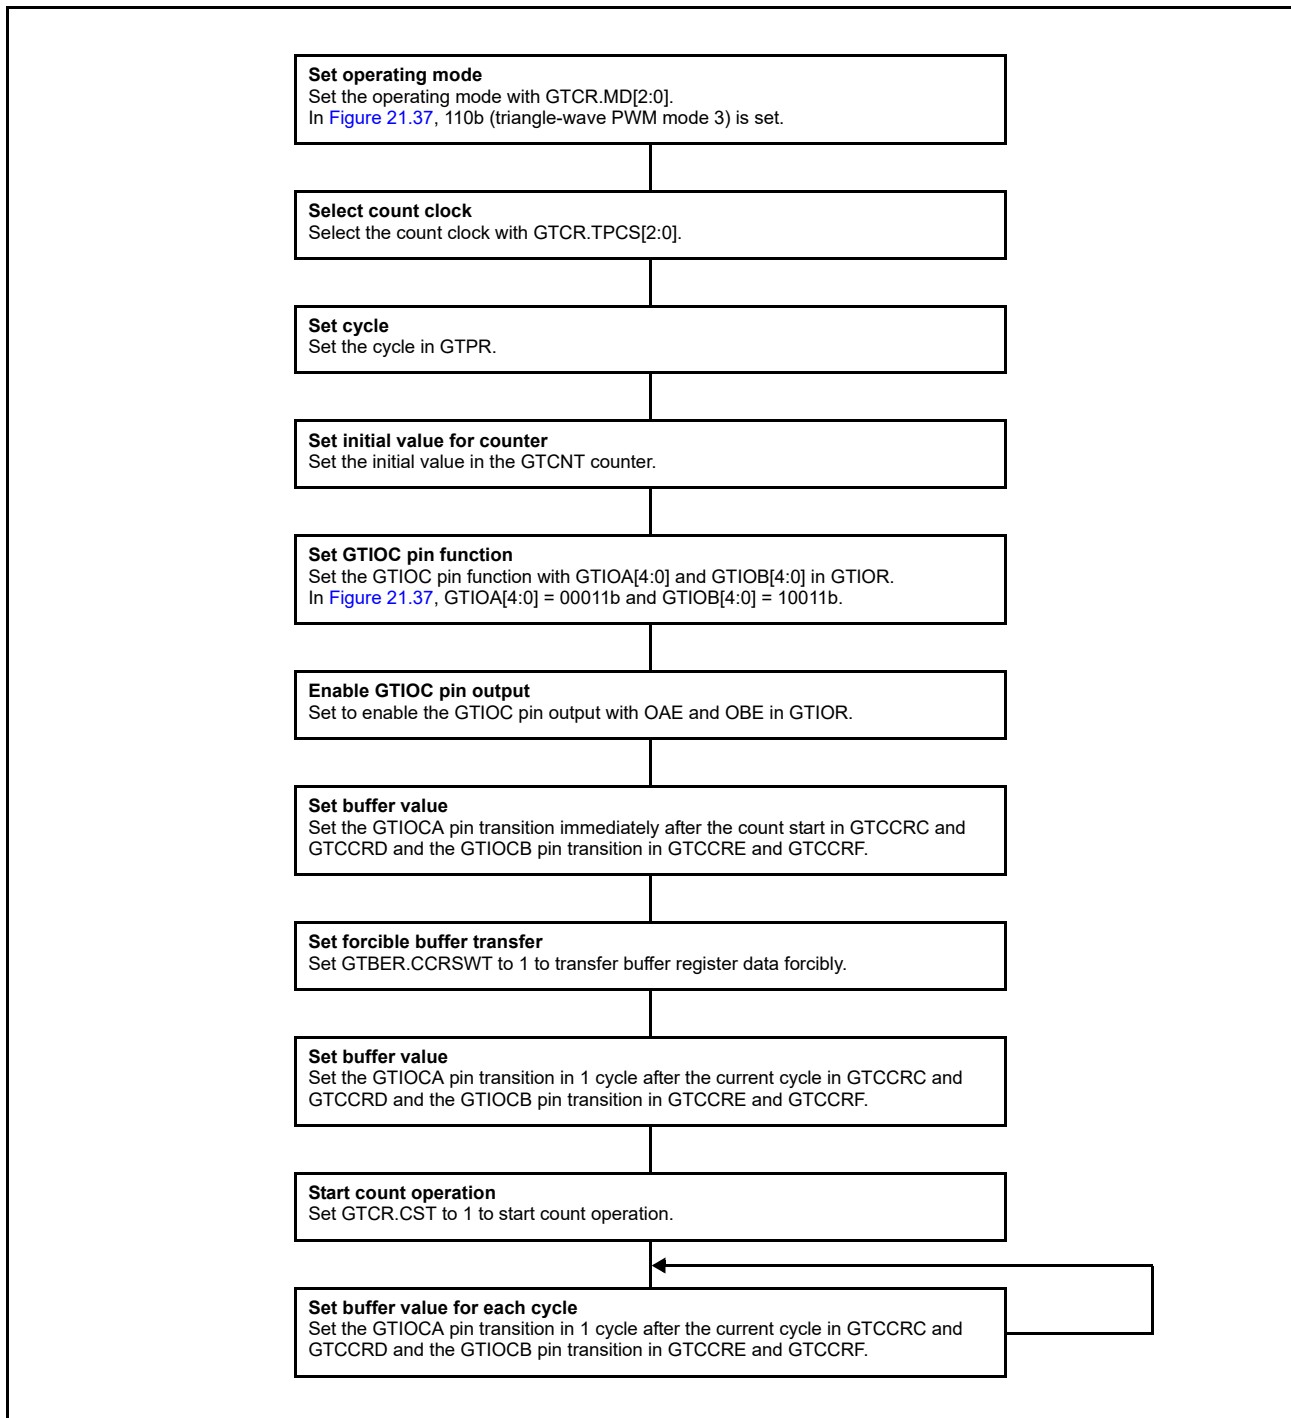 Set operating mode
Set the operating mode with GTCR.MD[2:0].
In Figure 21.37, 110b (triangle-wave PWM mode 3) is set.
Select count clock
Select the count clock with GTCR.TPCS[2:0].
Set cycle
Set the cycle in GTPR.
Set initial value for counter
Set the initial value in the GTCNT counter.
Set GTIOC pin function
Set the GTIOC pin function with GTIOA[4:0] and GTIOB[4:0] in GTIOR.
In Figure 21.37, GTIOA[4:0] = 00011b and GTIOB[4:0] = 10011b.
Enable GTIOC pin output
Set to enable the GTIOC pin output with OAE and OBE in GTIOR.
Set buffer value
Set the GTIOCA pin transition immediately after the count start in GTCCRC and
GTCCRD and the GTIOCB pin transition in GTCCRE and GTCCRF.
Set forcible buffer transfer
Set GTBER.CCRSWT to 1 to transfer buffer register data forcibly.
Set buffer value
Set the GTIOCA pin transition in 1 cycle after the current cycle in GTCCRC and
GTCCRD and the GTIOCB pin transition in GTCCRE and GTCCRF.
Start count operation
Set GTCR.CST to 1 to start count operation.
Set buffer value for each cycle
Set the GTIOCA pin transition in 1 cycle after the current cycle in GTCCRC and
GTCCRD and the GTIOCB pin transition in GTCCRE and GTCCRF.